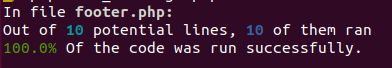 In file footer.php:
Out of 10 potential lines, 10 of them ran
100.0% Of the code was run successfully.